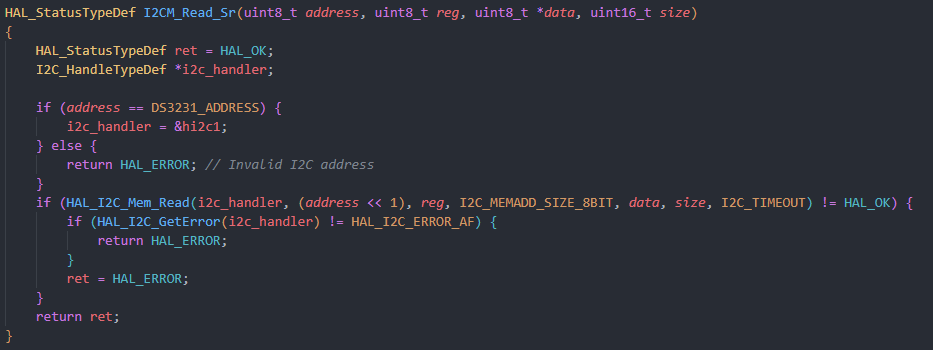 HAL_StatusTypeDef I2CM_Read_Sr(uint8_t address, uint8_t reg, uint8_t *data, uint16_t size)
{
    HAL_StatusTypeDef ret = HAL_OK;
    I2C_HandleTypeDef *i2c_handler;

    if (address == DS3231_ADDRESS) {
        i2c_handler = &hi2c1;
    } else {
        return HAL_ERROR; // Invalid I2C address
    }
    if (HAL_I2C_Mem_Read(i2c_handler, (address << 1), reg, I2C_MEMADD_SIZE_8BIT, data, size, I2C_TIMEOUT) != HAL_OK) {
        if (HAL_I2C_GetError(i2c_handler) != HAL_I2C_ERROR_AF) {
            return HAL_ERROR;
        }
        ret = HAL_ERROR;
    }
    return ret;
}